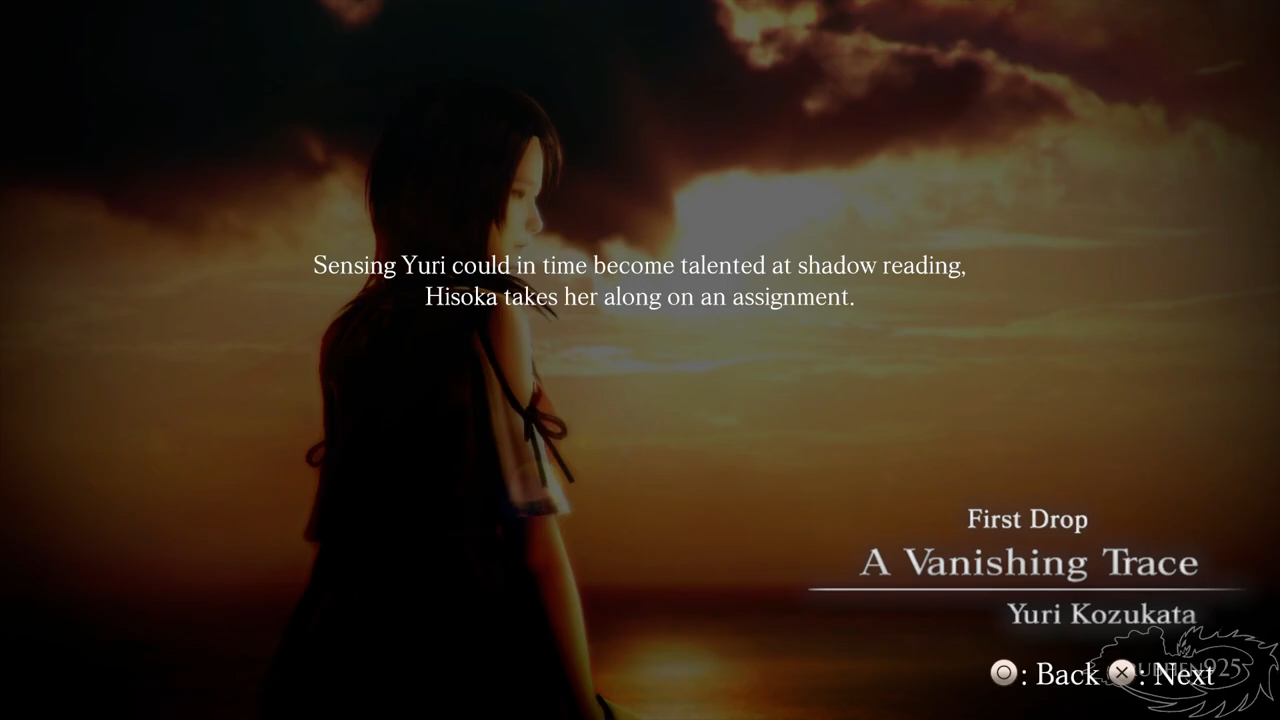 Sensing Yuri could in time become talented at shadow reading,
Hisoka takes her along on an assignment.
First Drop
A Vanishing Trace
Yuri Kozukata
: Back : Next